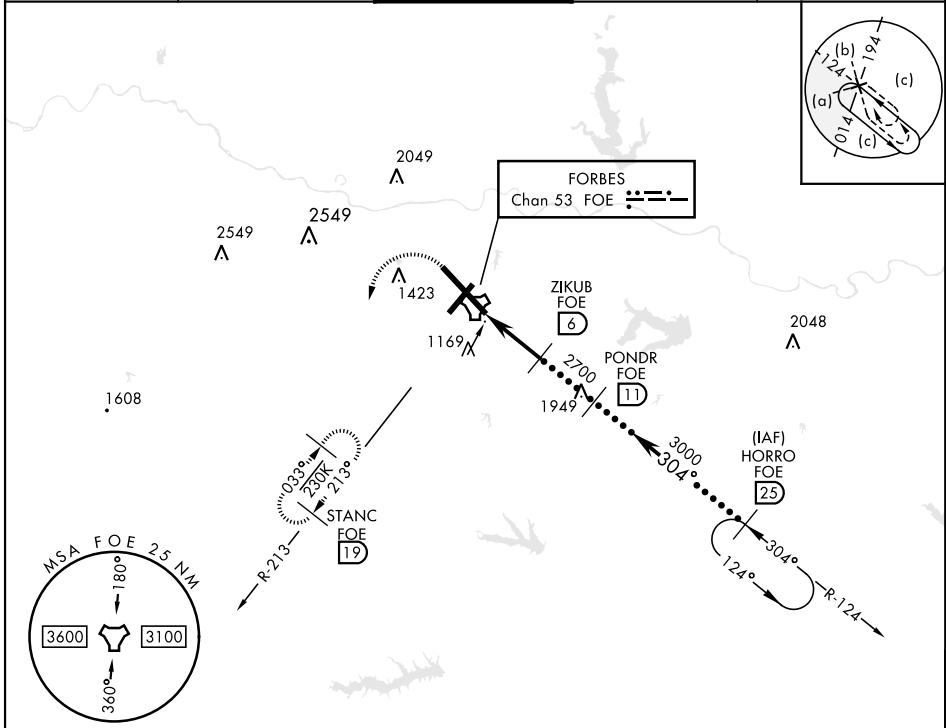 (b)
194
124
(c)
(a)
014
(c)
2049
FORBES
Chan 53 FOE
2549
2549
1423
ZIKUB
FOE
6
1169
2700
PONDR
FOE
11
2048
1949
1608
(IAF)
HORRO
FOE
25
3000
304°
033°
230K
213°
STANC
FOE
19
304°
124°
R-124
R-213
MSA FOE 25 NM
180°
3600
3100
360°